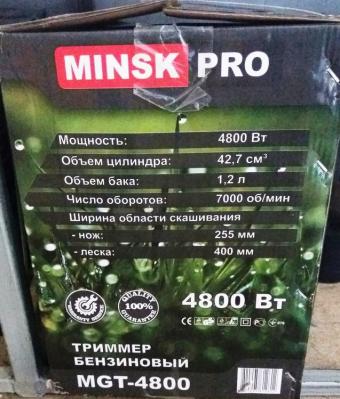 MINSK PRO
Мощность: 4800 Вт
Объем цилиндра: 42,7 см³
Объем бака: 1,2 л
Число оборотов: 7000 об/мин
Ширина области скашивания
- нож: 255 мм
- леска: 400 мм
QUALITY
100%
GUARANTEE
4800 Вт
CE
ТРИММЕР
БЕНЗИНОВЫЙ
MGT-4800